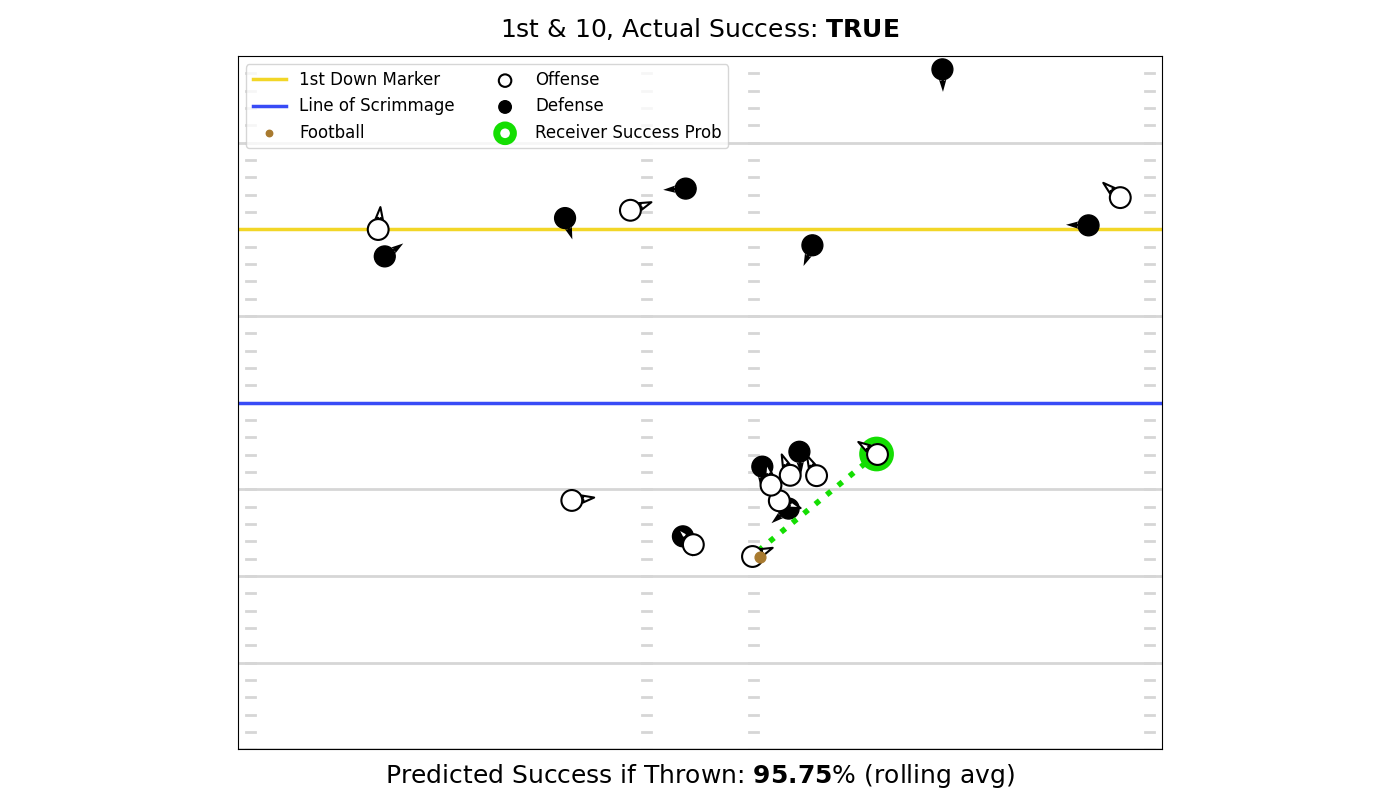 1st & 10, Actual Success: TRUE
1st Down Marker
Line of Scrimmage
Football
Offense
Defense
Receiver Success Prob
Predicted Success if Thrown: 95.75% (rolling avg)